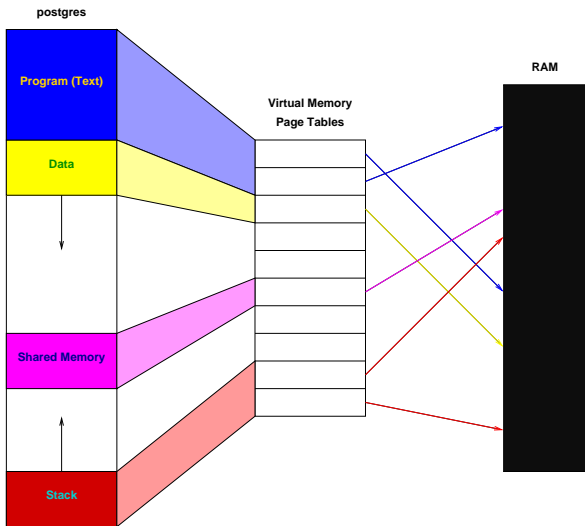 postgres
Program (Text)
Data
Shared Memory
Stack
Virtual Memory
Page Tables
RAM